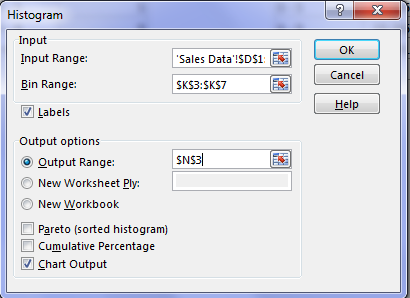 Histogram
Input
Input Range:
'Sales Data'!$D$1:
Bin Range:
$K$3:$K$7
Labels
OK
Cancel
Help
Output options
Output Range:
$N$3
New Worksheet Ply:
New Workbook
Pareto (sorted histogram)
Cumulative Percentage
Chart Output